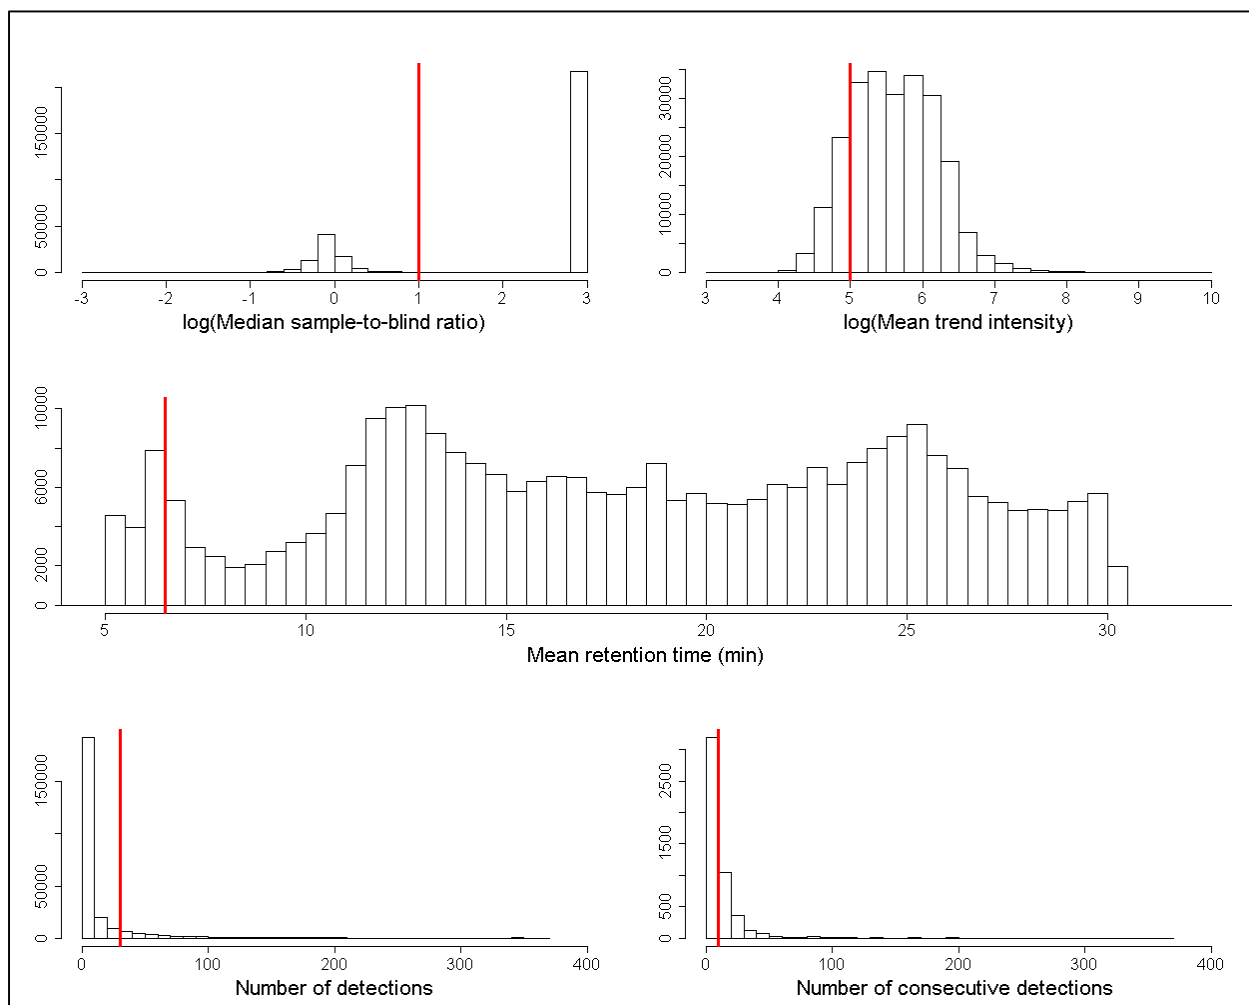 150000
50000
0
-3 -2 -1 0 1 2 3
log(Median sample-to-blind ratio)
30000
20000
10000
0
3 4 5 6 7 8 9 10
log(Mean trend intensity)
10000
6000
2000
0
5 10 15 20 25 30
Mean retention time (min)
150000
50000
0
0 100 200 300 400
Number of detections
2500
1500
500
0
0 100 200 300 400
Number of consecutive detections